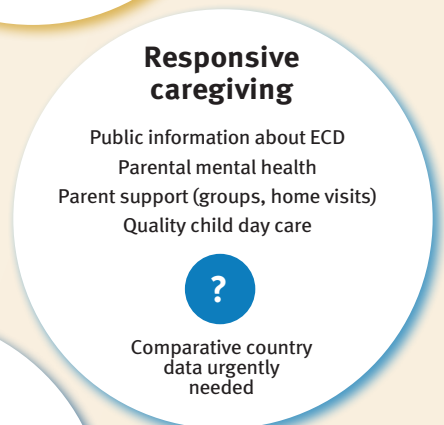 Responsive
caregiving
Public information about ECD
Parental mental health
Parent support (groups, home visits)
Quality child day care
?
Comparative country
data urgently
needed